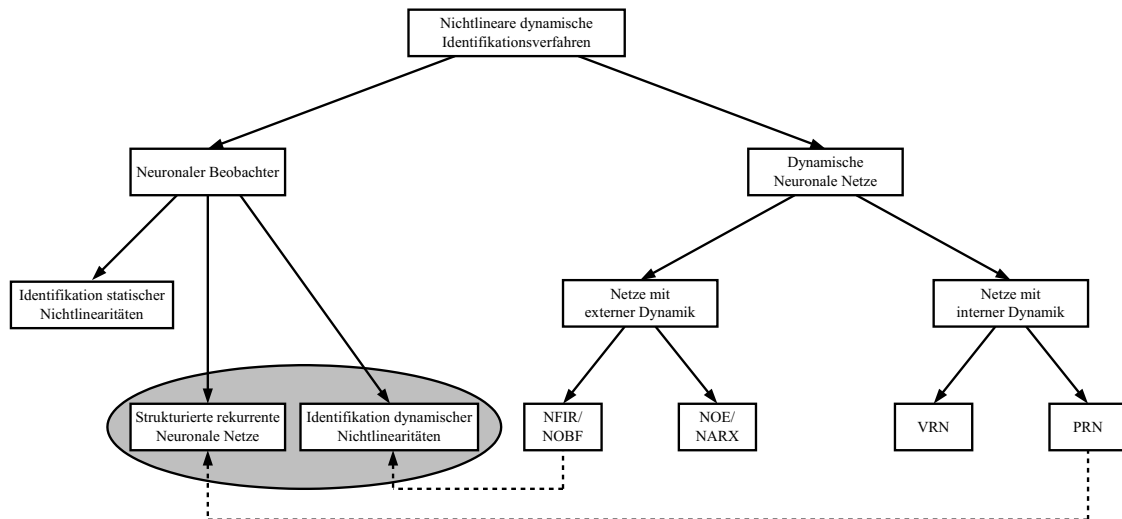 Nichtlineare dynamische
Identifikationsverfahren
Neuronaler Beobachter
Dynamische
Neuronale Netze
Identifikation statischer
Nichtlinearitäten
Netze mit
externer Dynamik
Netze mit
interner Dynamik
Strukturierte rekurrente
Neuronale Netze
Identifikation dynamischer
Nichtlinearitäten
NFIR/
NOBF
NOE/
NARX
VRN
PRN